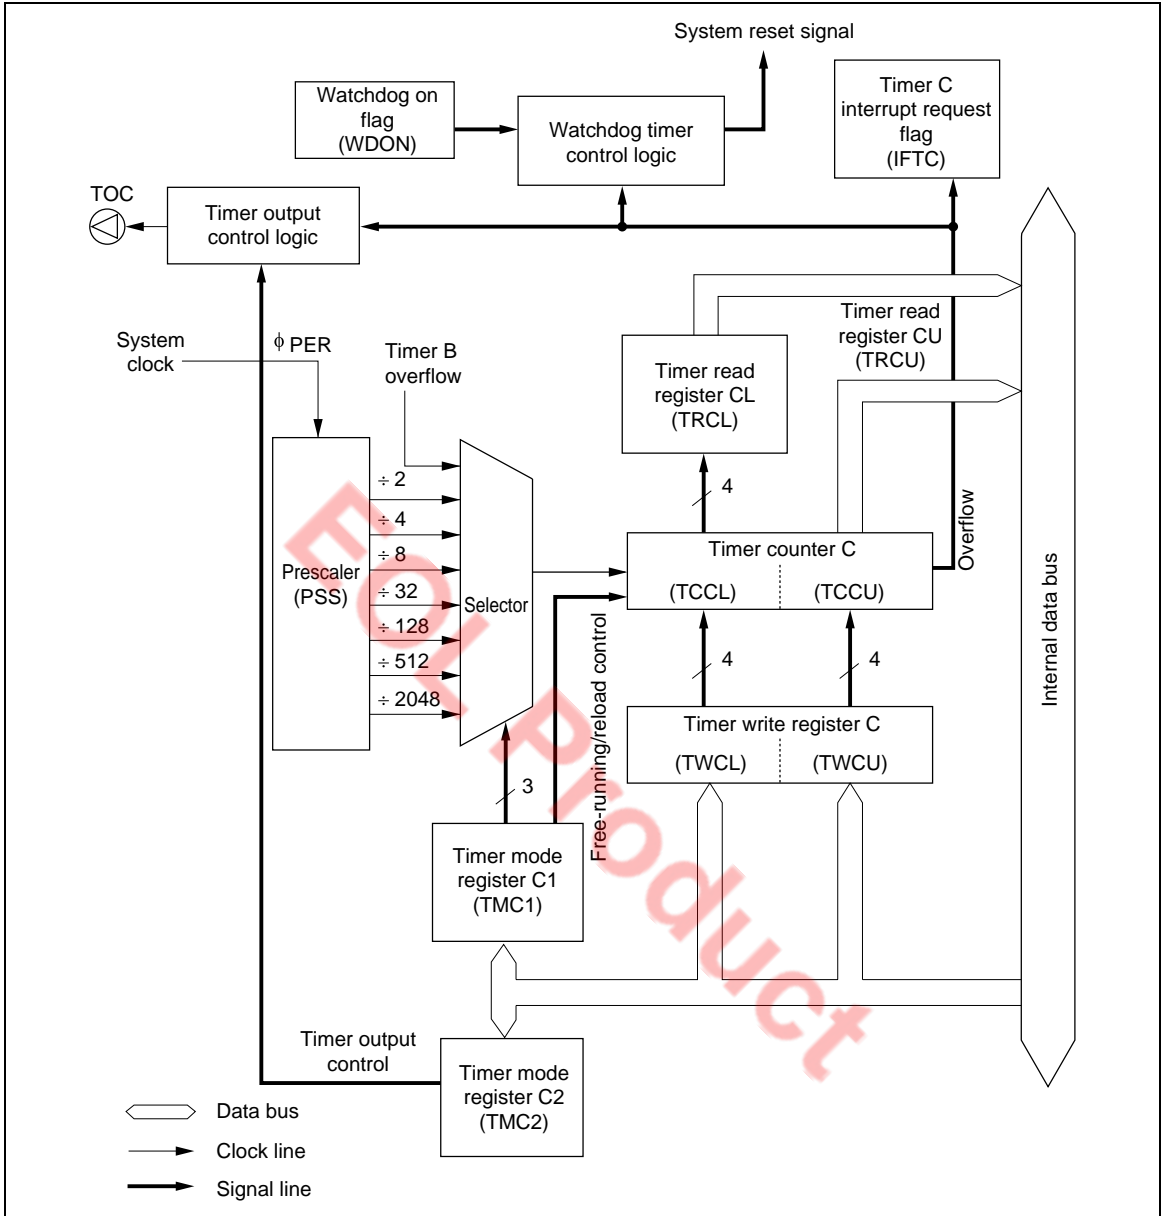 System reset signal
Watchdog on
flag
(WDON)
Watchdog timer
control logic
Timer C
interrupt request
flag
(IFTC)
TOC
Timer output
control logic
System
clock
ϕ PER
Timer B
overflow
Timer read
register CL
(TRCL)
Timer read
register CU
(TRCU)
Prescaler
(PSS)
÷ 2
÷ 4
÷ 8
÷ 32
÷ 128
÷ 512
÷ 2048
Selector
4
Timer counter C
(TCCL)
(TCCU)
Overflow
Internal data bus
Free-running/reload control
4
4
Timer write register C
(TWCL)
(TWCU)
3
Timer mode
register C1
(TMC1)
Timer output
control
Timer mode
register C2
(TMC2)
Data bus
Clock line
Signal line
EOL Product